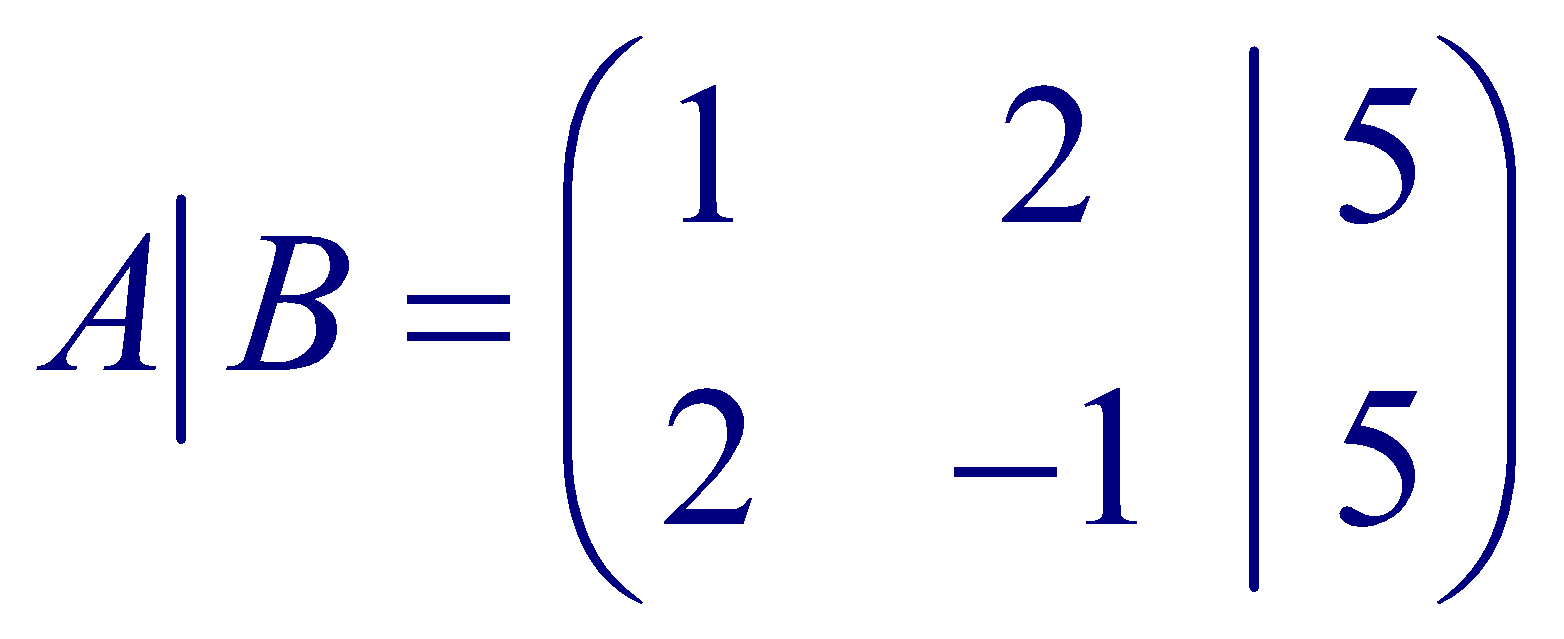 A| B = ( 1 2 | 5
2 −1 | 5 )